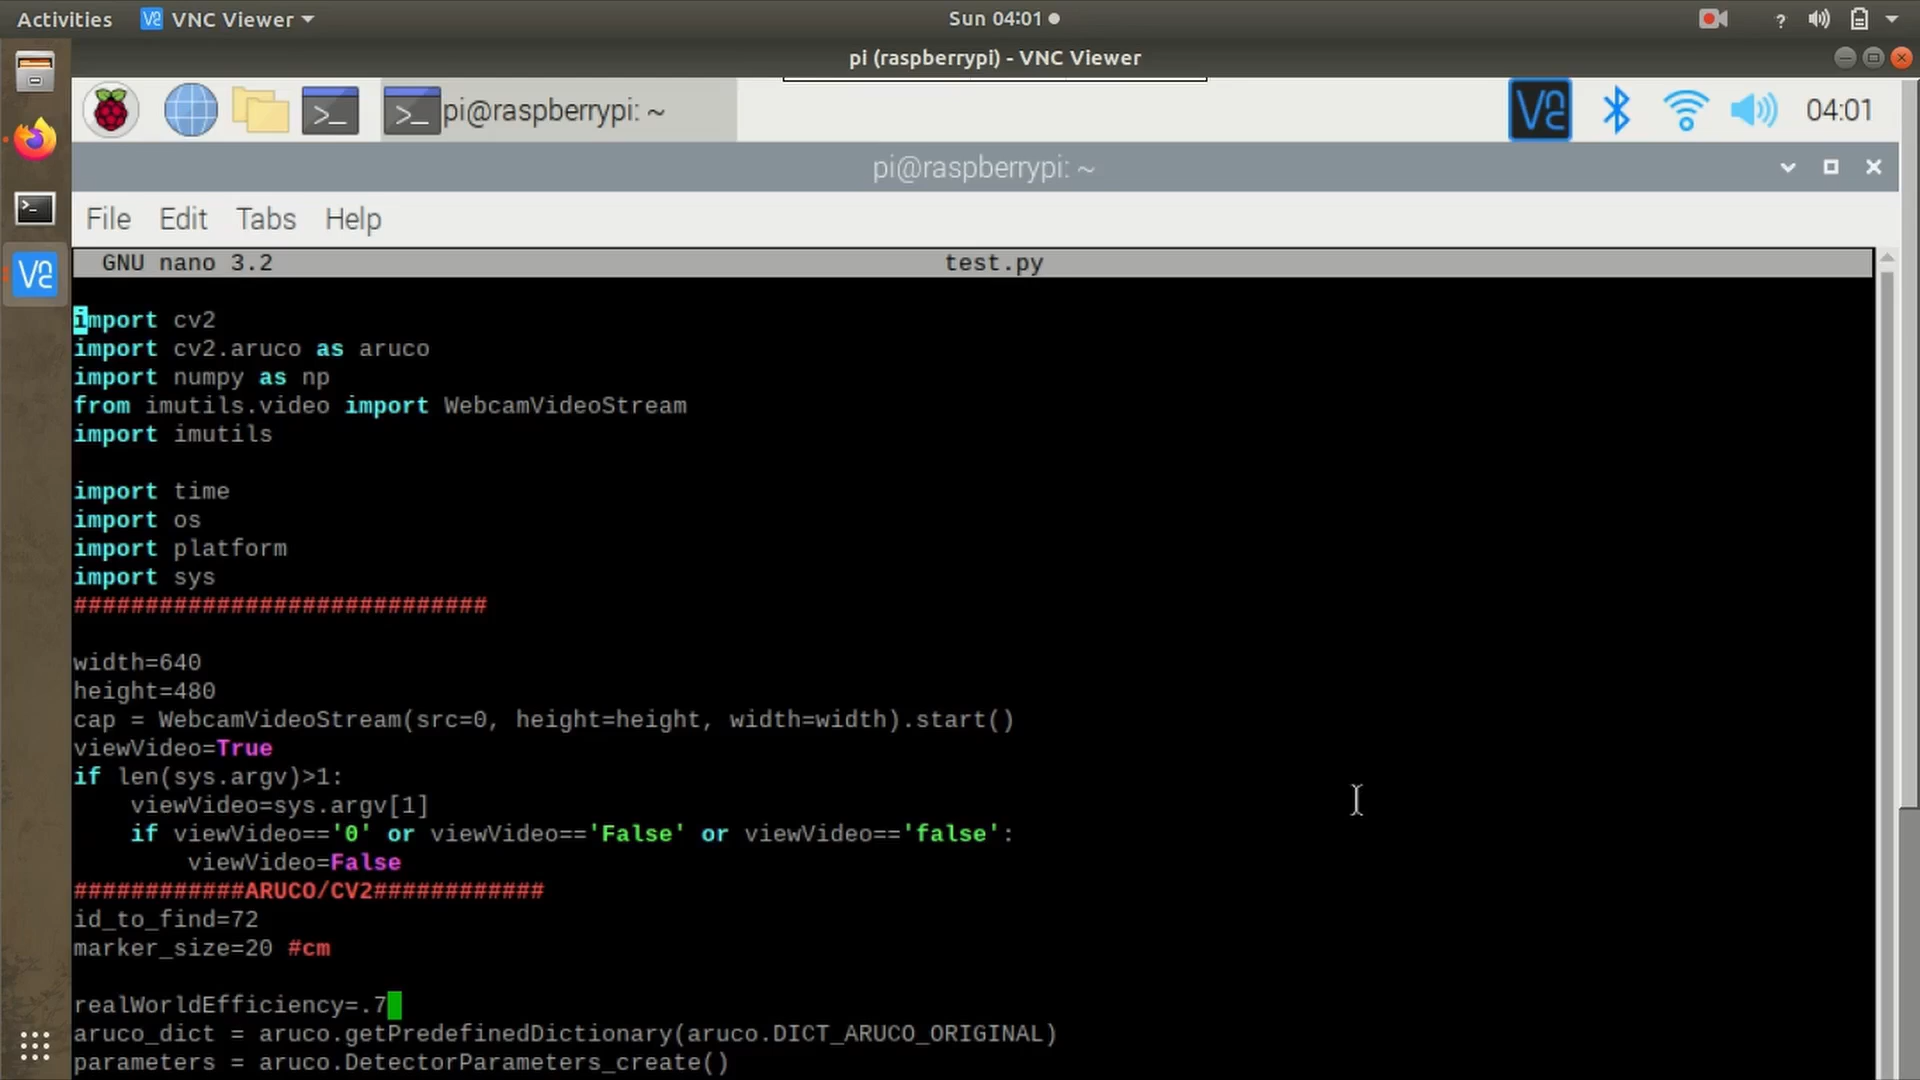 Activities VNC Viewer Sun 04:01 ?
pi (raspberrypi) - VNC Viewer
pi@raspberrypi: ~ 04:01
pi@raspberrypi: ~
File Edit Tabs Help
GNU nano 3.2 test.py
import cv2
import cv2.aruco as aruco
import numpy as np
from imutils.video import WebcamVideoStream
import imutils
import time
import os
import platform
import sys
#############################
width=640
height=480
cap = WebcamVideoStream(src=0, height=height, width=width).start()
viewVideo=True
if len(sys.argv)>1:
    viewVideo=sys.argv[1]
    if viewVideo=='0' or viewVideo=='False' or viewVideo=='false':
        viewVideo=False
############ARUCO/CV2############
id_to_find=72
marker_size=20 #cm
realWorldEfficiency=.7
aruco_dict = aruco.getPredefinedDictionary(aruco.DICT_ARUCO_ORIGINAL)
parameters = aruco.DetectorParameters_create()